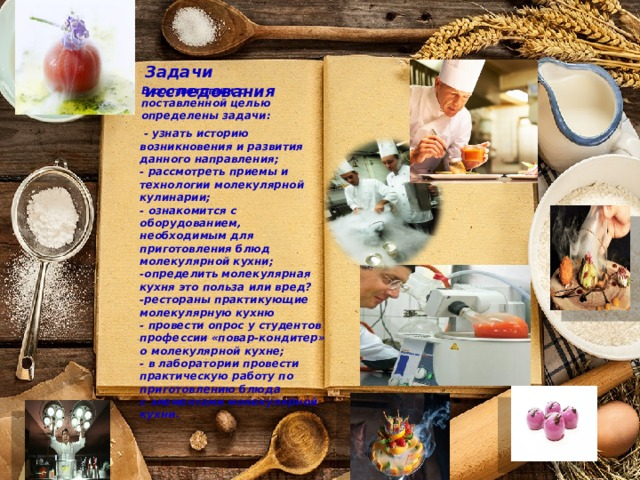 Задачи
исследования
поставленной целью
определены задачи:
- узнать историю
возникновения и развития
данного направления;
- рассмотреть приемы и
технологии молекулярной
кулинарии;
- ознакомится с
оборудованием,
необходимым для
приготовления блюд
молекулярной кухни;
-определить молекулярная
кухня это польза или вред?
-рестораны практикующие
молекулярную кухню
- провести опрос у студентов
профессии «повар-кондитер»
о молекулярной кухне;
- в лаборатории провести
практическую работу по
приготовлению блюда
молекулярной
кухни.